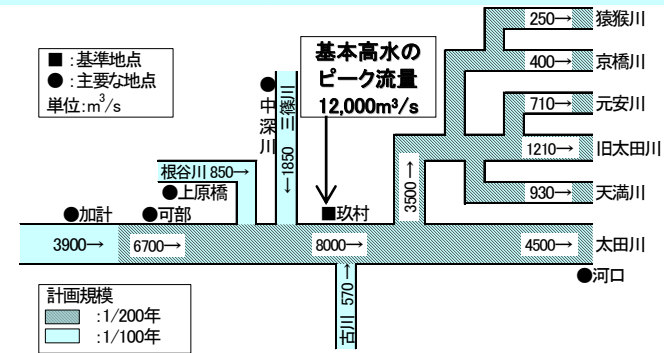 ■：基準地点
●：主要な地点
単位:m³/s
基本高水の
ピーク流量
12,000m³/s
250→ 猿猴川
400→ 京橋川
710→ 元安川
1210→ 旧太田川
930→ 天満川
3500→
●中深川
三篠川
←1850
根谷川 850→
●上原橋
●加計
●可部
■玖村
3900→ 6700→ 8000→ 4500→ 太田川
●河口
古川 570→
計画規模
:1/200年
:1/100年